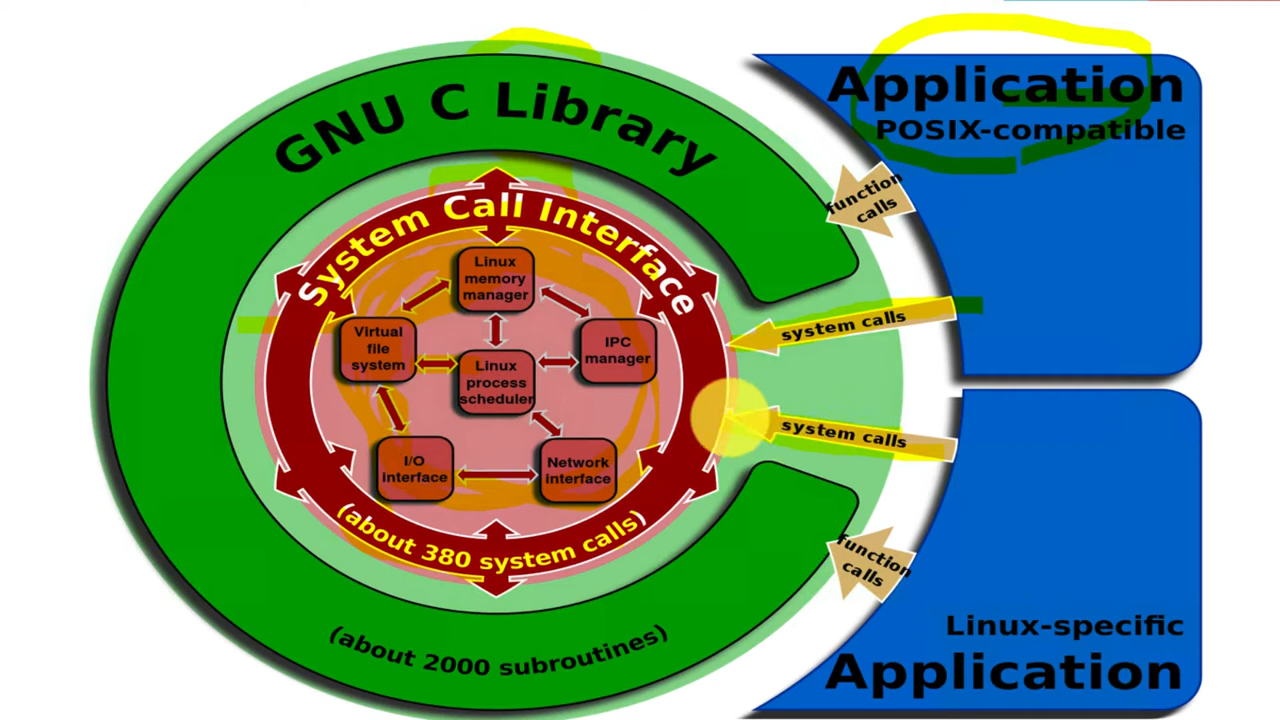 GNU C Library
System Call Interface
Linux
memory
manager
Virtual
file
system
IPC
manager
Linux
process
scheduler
I/O
interface
Network
interface
(about 380 system calls)
(about 2000 subroutines)
Application
POSIX-compatible
function
calls
system calls
system calls
function
calls
Linux-specific
Application